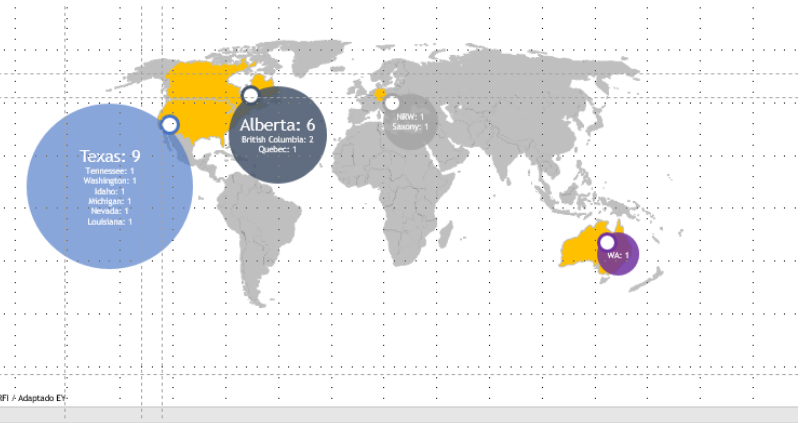 Texas: 9
Tennessee: 1
Washington: 1
Idaho: 1
Michigan: 1
Nevada: 1
Louisiana: 1
Alberta: 6
British Columbia: 2
Quebec: 1
NRW: 1
Saxony: 1
WA: 1
RFI /- Adaptado EY-